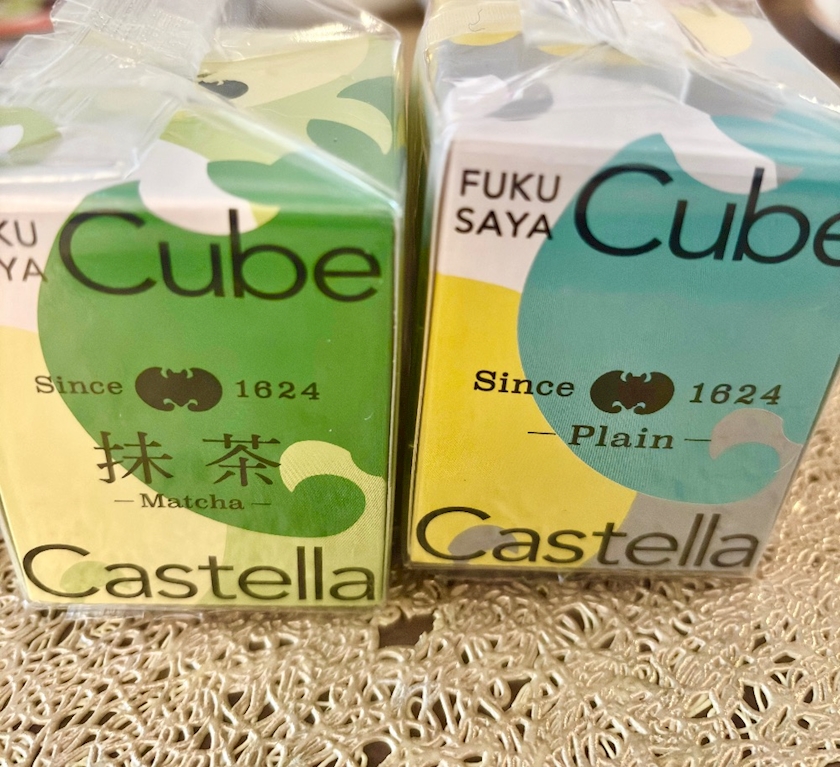 KU
YA
Cube
Since 1624
抹茶
—Matcha—
Castella
FUKU
SAYA
Cube
Since 1624
—Plain—
Castella